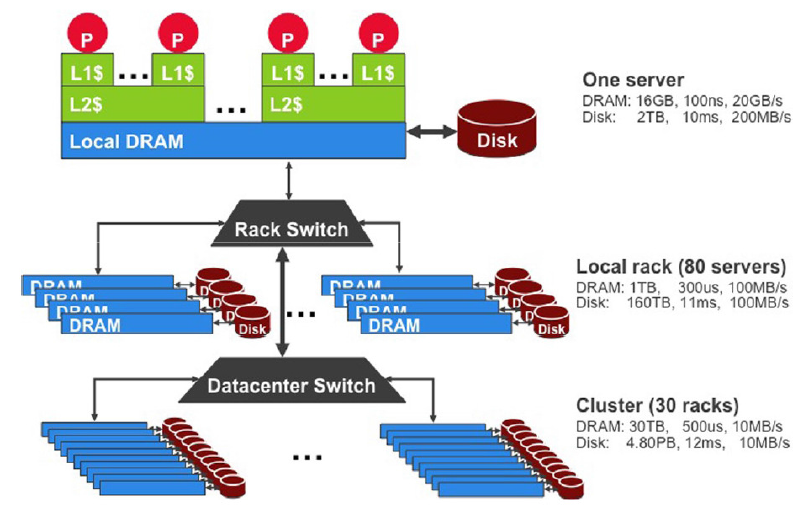 P P P P
L1$ ... L1$ L1$ ... L1$
L2$ ... L2$
Local DRAM
Disk
One server
DRAM: 16GB, 100ns, 20GB/s
Disk: 2TB, 10ms, 200MB/s
Rack Switch
Local rack (80 servers)
DRAM: 1TB, 300us, 100MB/s
Disk: 160TB, 11ms, 100MB/s
DRAM D DRAM D
DRAM D DRAM D
DRAM D DRAM D
DRAM Disk ... DRAM Disk
Datacenter Switch
Cluster (30 racks)
DRAM: 30TB, 500us, 10MB/s
Disk: 4.80PB, 12ms, 10MB/s
...